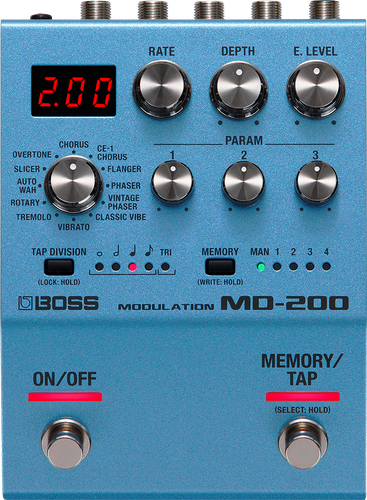 RATE DEPTH E. LEVEL
2.00
PARAM
1 2 3
CHORUS
CE-1
CHORUS
OVERTONE
FLANGER
SLICER
PHASER
AUTO
WAH
VINTAGE
PHASER
ROTARY
CLASSIC VIBE
TREMOLO
VIBRATO
TAP DIVISION
(LOCK: HOLD)
TRI
MEMORY
(WRITE: HOLD)
MAN 1 2 3 4
BOSS MODULATION MD-200
ON/OFF
MEMORY/
TAP
(SELECT: HOLD)